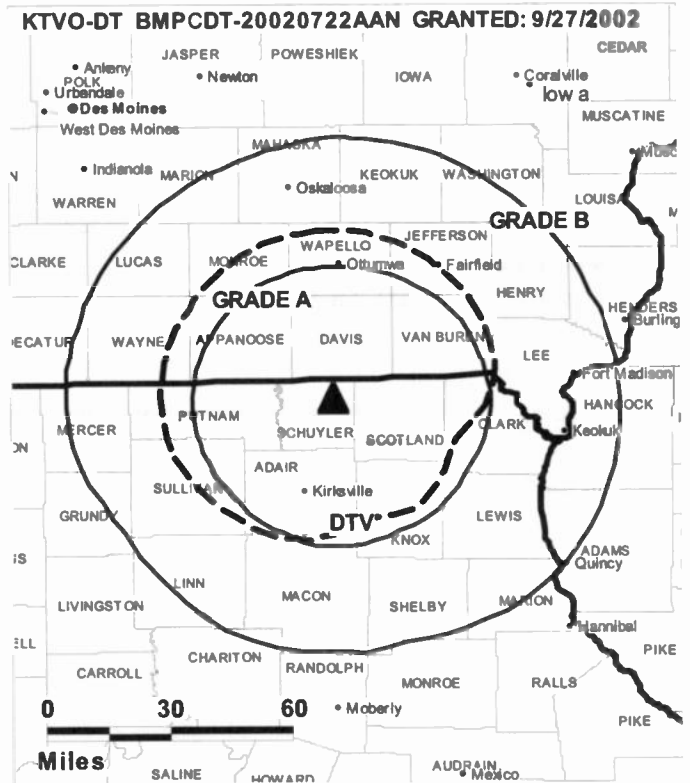 KTVO-DT BMPCDT-20020722AAN GRANTED: 9/27/2002
CEDAR
JASPER POWESHIEK
Ankeny
POLK
Newton
IOWA
Coralville
Urbandale
Iowa
Des Moines
MUSCATINE
West Des Moines
MAHASKA
Musc
Indianola
MARION
KEOKUK
WASHINGTON
Oskaloosa
LOUISA
WARREN
GRADE B
JEFFERSON
WAPELLO
CLARKE
LUCAS
MONROE
Ottumwa
Fairfield
HENRY
GRADE A
HENDERS
Burling
DECATUR
WAYNE
APPANOOSE
DAVIS
VAN BUREN
LEE
Fort Madison
HANCOCK
PUTNAM
CLARK
MERCER
SCHUYLER
SCOTLAND
Keokuk
ADAIR
SULLIVAN
Kirksville
GRUNDY
LEWIS
DTV
KNOX
ADAMS
Quincy
LINN
MACON
MARION
LIVINGSTON
SHELBY
Hannibal
ELL
PIKE
CHARITON
RANDOLPH
CARROLL
MONROE
RALLS
0 30 60
Moberly
PIKE
Miles
AUDRAIN
SALINE
HOWARD
Mexico